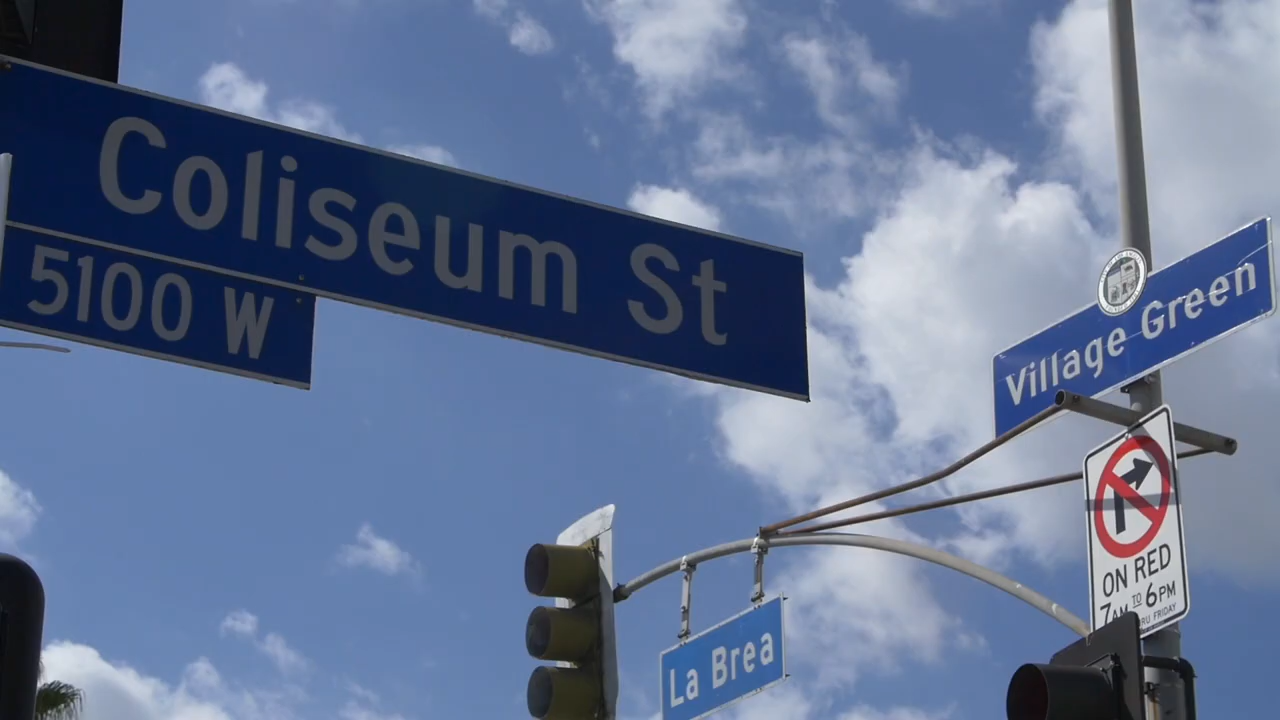 Coliseum St
5100 W
Village Green
ON RED
7AM TO 6PM
La Brea